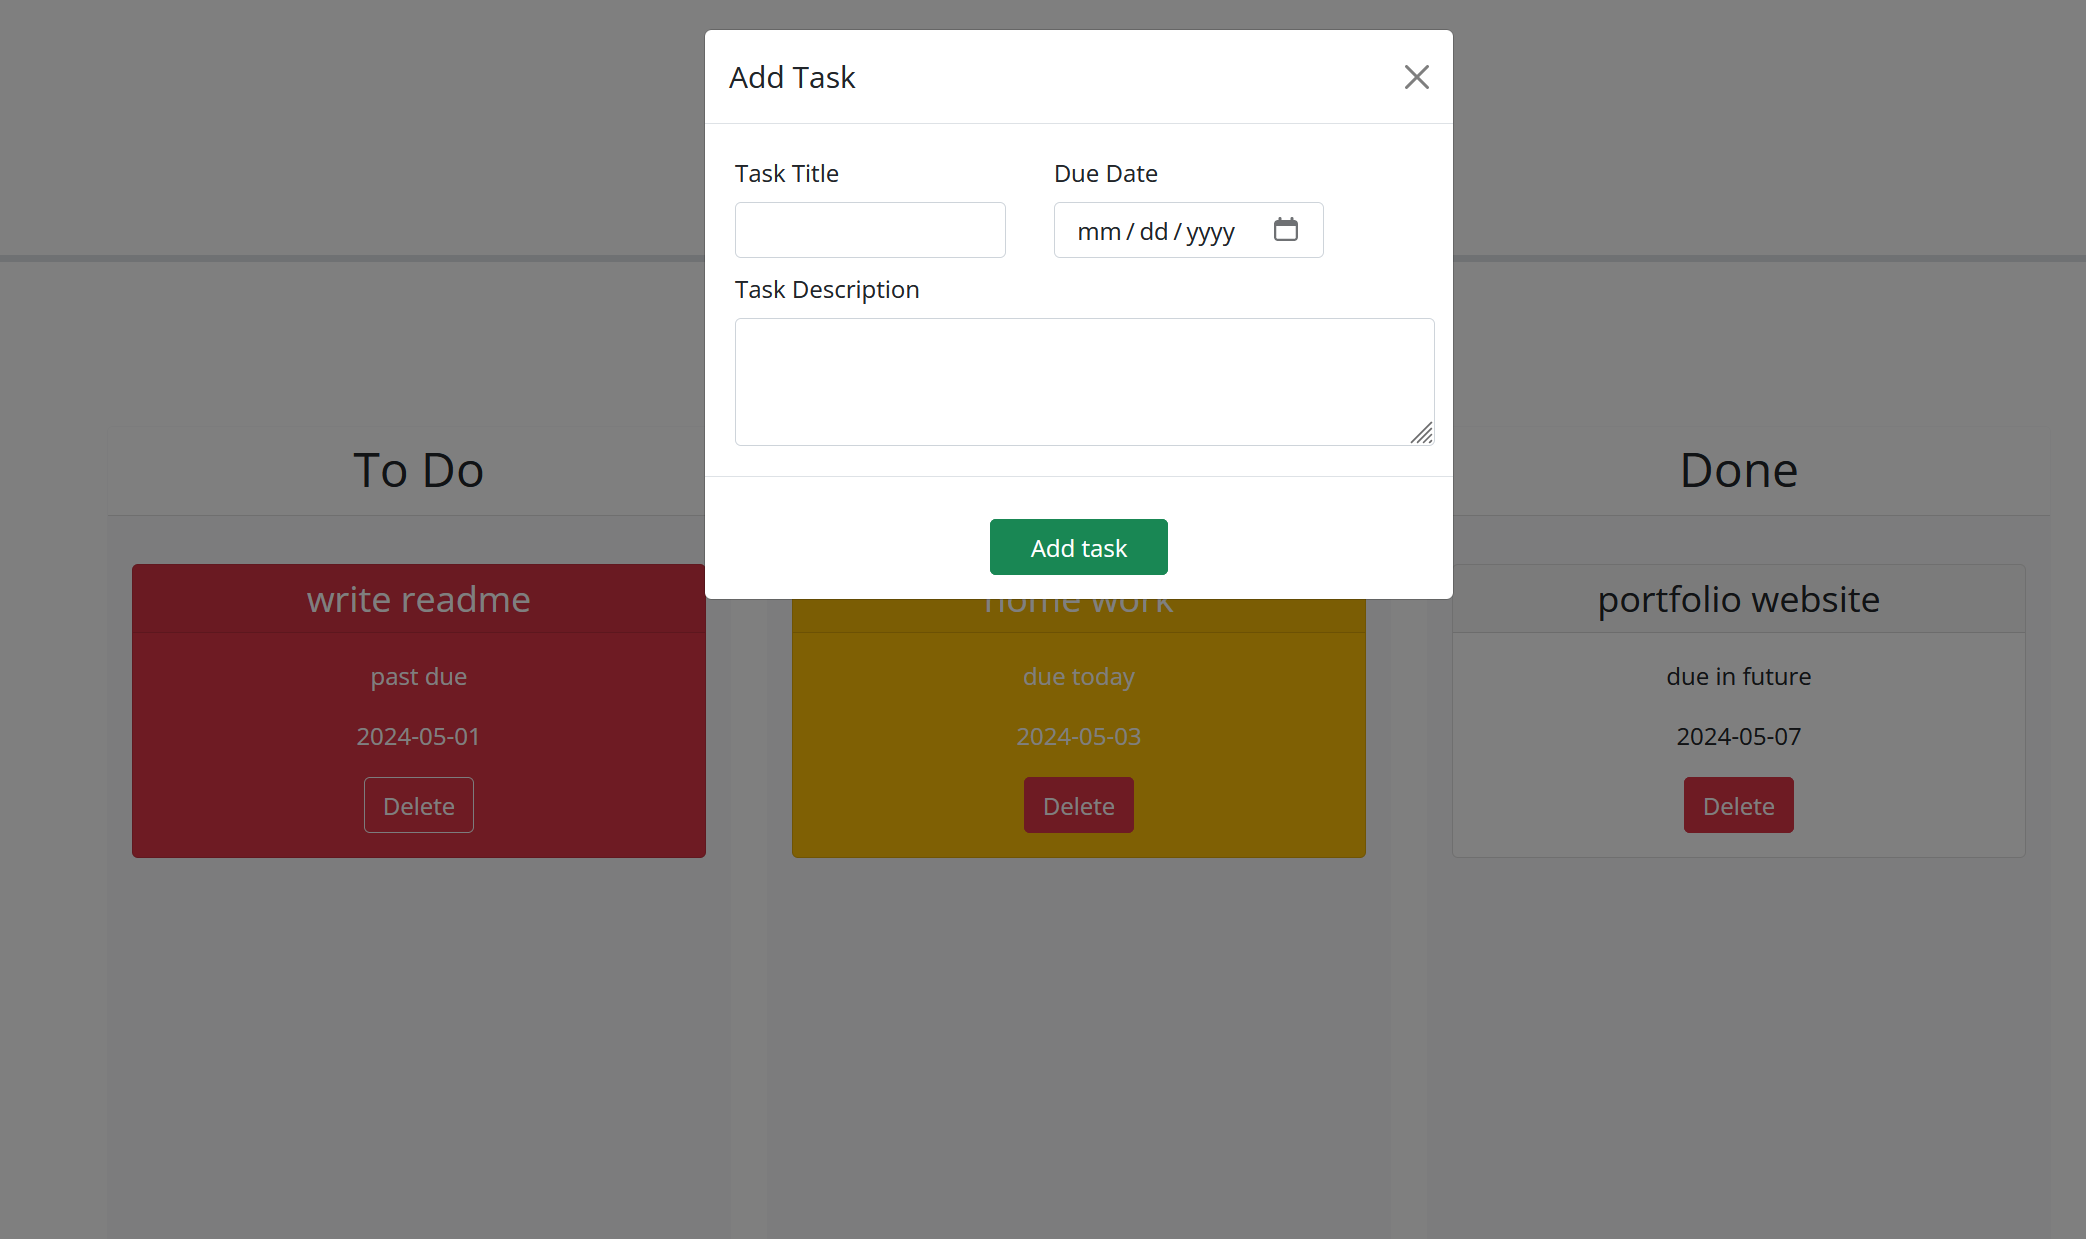 Add Task
Task Title
Due Date
mm/dd/yyyy
Task Description
Add task
To Do
Done
write readme
past due
2024-05-01
Delete
home work
due today
2024-05-03
Delete
portfolio website
due in future
2024-05-07
Delete